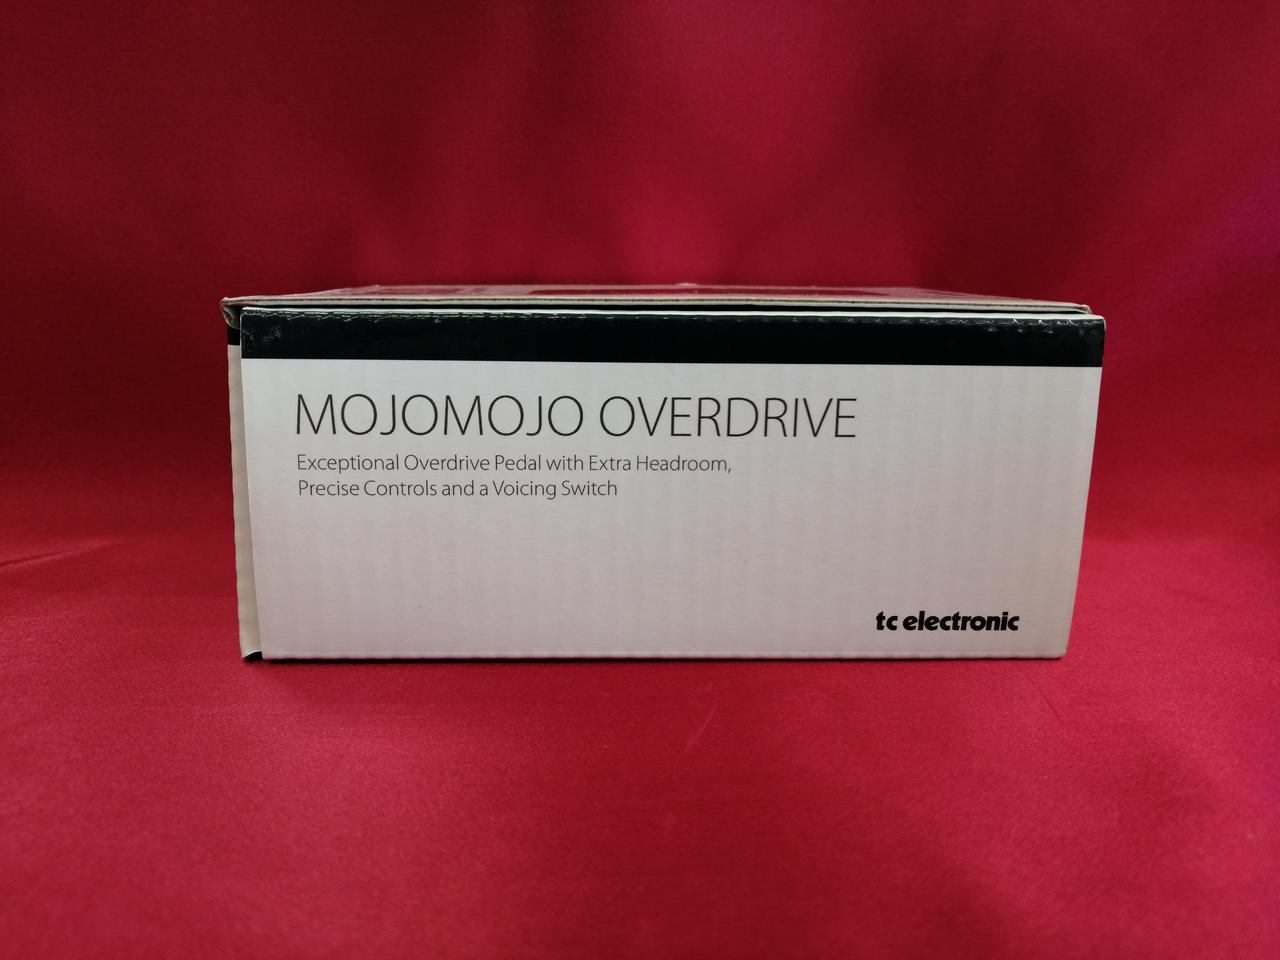 MOJOMOJO OVERDRIVE
Exceptional Overdrive Pedal with Extra Headroom,
Precise Controls and a Voicing Switch
tc electronic